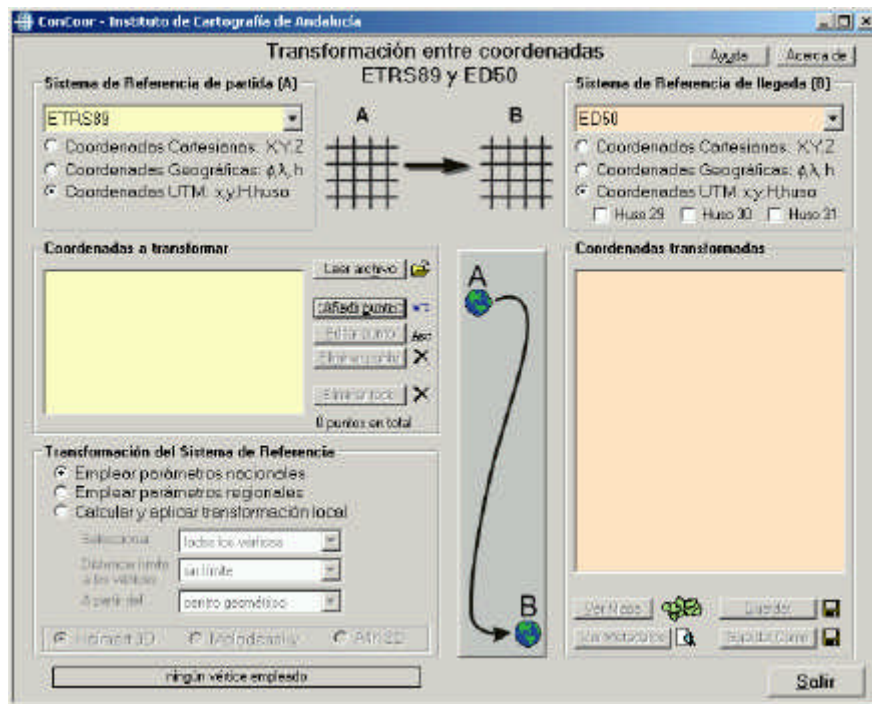 ConCoor - Instituto de Cartografía de Andalucía
Transformación entre coordenadas
ETRS89 y ED50
Ayuda
Acerca de
Sistema de Referencia de partida (A)
ETRS89
Coordenadas Cartesianas: X,Y,Z
Coordenadas Geográficas: ϕ,λ, h
Coordenadas UTM: x,y,H,huso
A
B
Sistema de Referencia de llegada (B)
ED50
Coordenadas Cartesianas: X,Y,Z
Coordenadas Geográficas: ϕ,λ, h
Coordenadas UTM: x,y,H,huso
Huso 29
Huso 30
Huso 31
Coordenadas a transformar
Leer archivo
Añadir punto
Editar punto
Eliminar punto
Eliminar todo
0 puntos en total
A
B
Coordenadas transformadas
Transformación del Sistema de Referencia
Emplear parámetros nacionales
Emplear parámetros regionales
Calcular y aplicar transformación local
Seleccionar
todos los vértices
Distancia límite
a los vértices
sin límite
A partir del
centro geométrico
Helmert 3D
Molodensky
Afín 2D
ningún vértice empleado
Ver Mapa
Guardar
Ver Metadatos
Salir